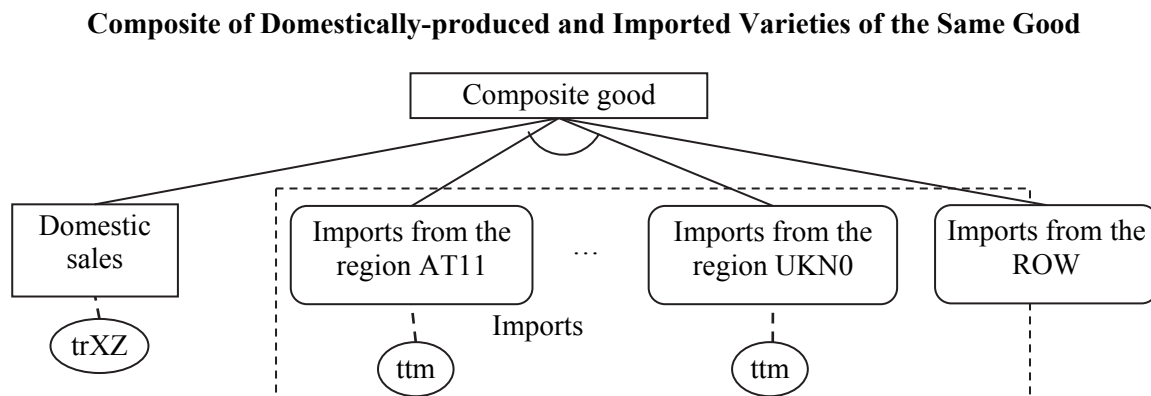 Composite of Domestically-produced and Imported Varieties of the Same Good
Composite good
Domestic
sales
Imports from the
region AT11
…
Imports from the
region UKN0
Imports from the
ROW
Imports
trXZ
ttm
ttm